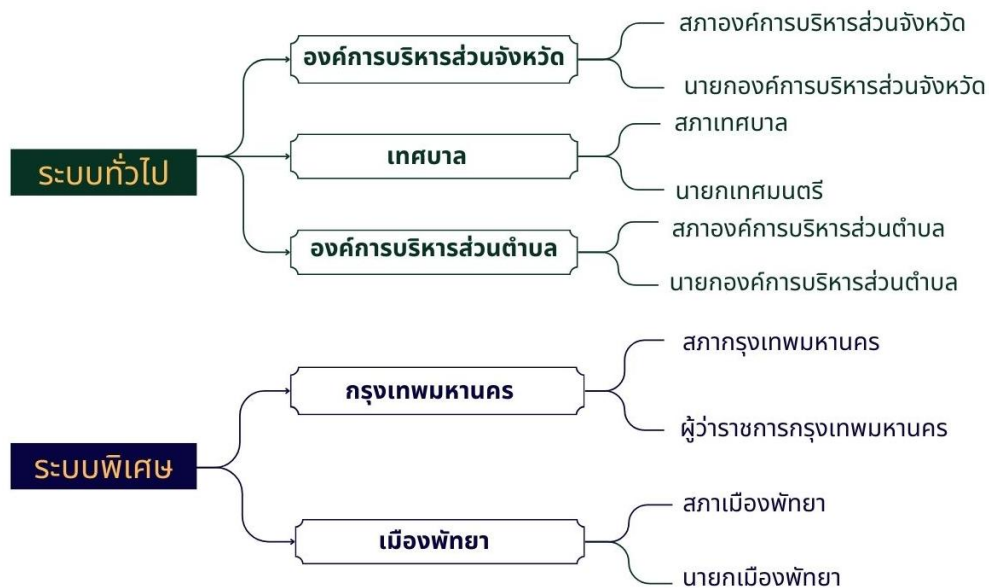 ระบบทั่วไป
องค์การบริหารส่วนจังหวัด
สภาองค์การบริหารส่วนจังหวัด
นายกองค์การบริหารส่วนจังหวัด
เทศบาล
สภาเทศบาล
นายกเทศมนตรี
องค์การบริหารส่วนตำบล
สภาองค์การบริหารส่วนตำบล
นายกองค์การบริหารส่วนตำบล
ระบบพิเศษ
กรุงเทพมหานคร
สภากรุงเทพมหานคร
ผู้ว่าราชการกรุงเทพมหานคร
เมืองพัทยา
สภาเมืองพัทยา
นายกเมืองพัทยา